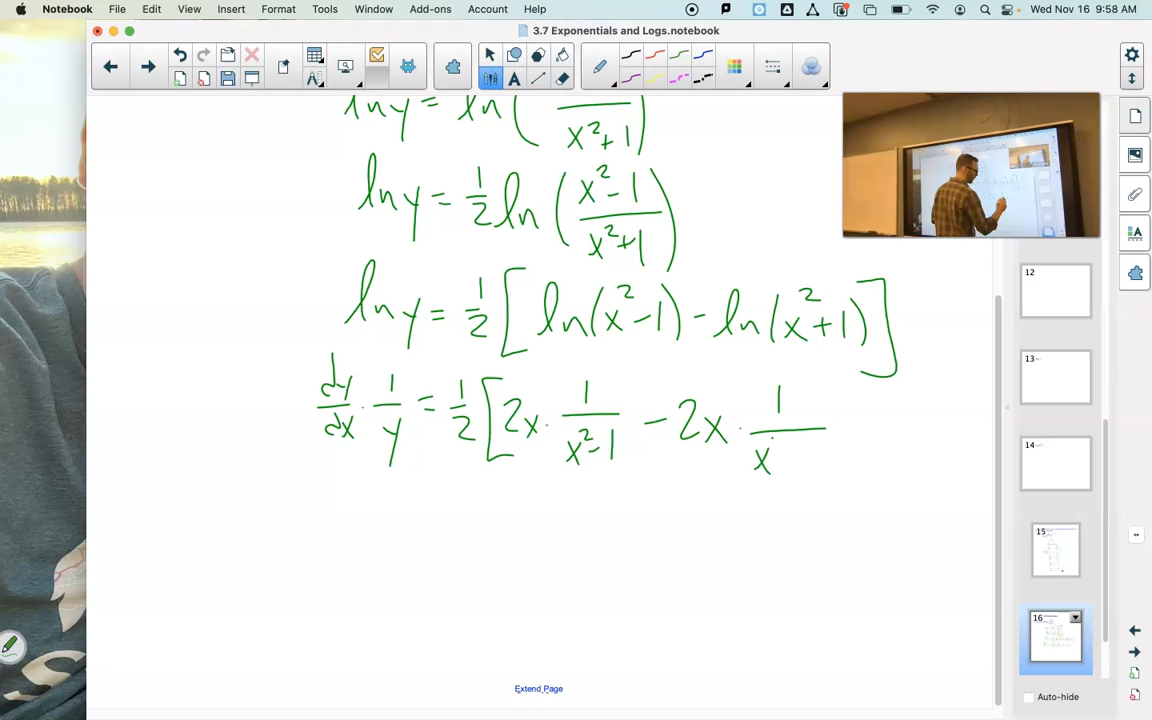 Notebook File Edit View Insert Format Tools Window Add-ons Account Help Wed Nov 16 9:58 AM
3.7 Exponentials and Logs.notebook
ln y = ln ( / x² + 1 )
ln y = 1/2 ln ( x² - 1 / x² + 1 )
ln y = 1/2 [ ln(x² - 1) - ln(x² + 1) ]
dy/dx · 1/y = 1/2 [ 2x · 1/x² - 1 - 2x · 1/x
Extend Page
12
13
14
15
16
Auto-hide